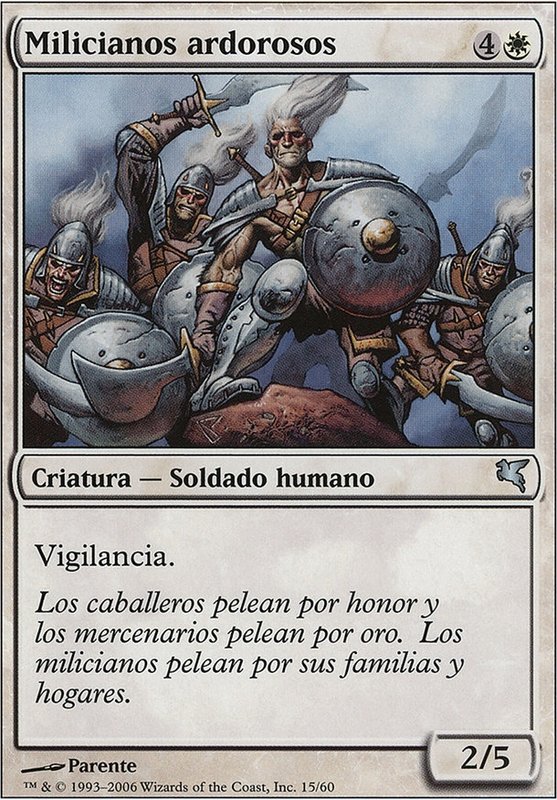 Milicianos ardorosos 4
Criatura — Soldado humano
Vigilancia.
Los caballeros pelean por honor y
los mercenarios pelean por oro. Los
milicianos pelean por sus familias y
hogares.
2/5
Parente
™ & © 1993–2006 Wizards of the Coast, Inc. 15/60